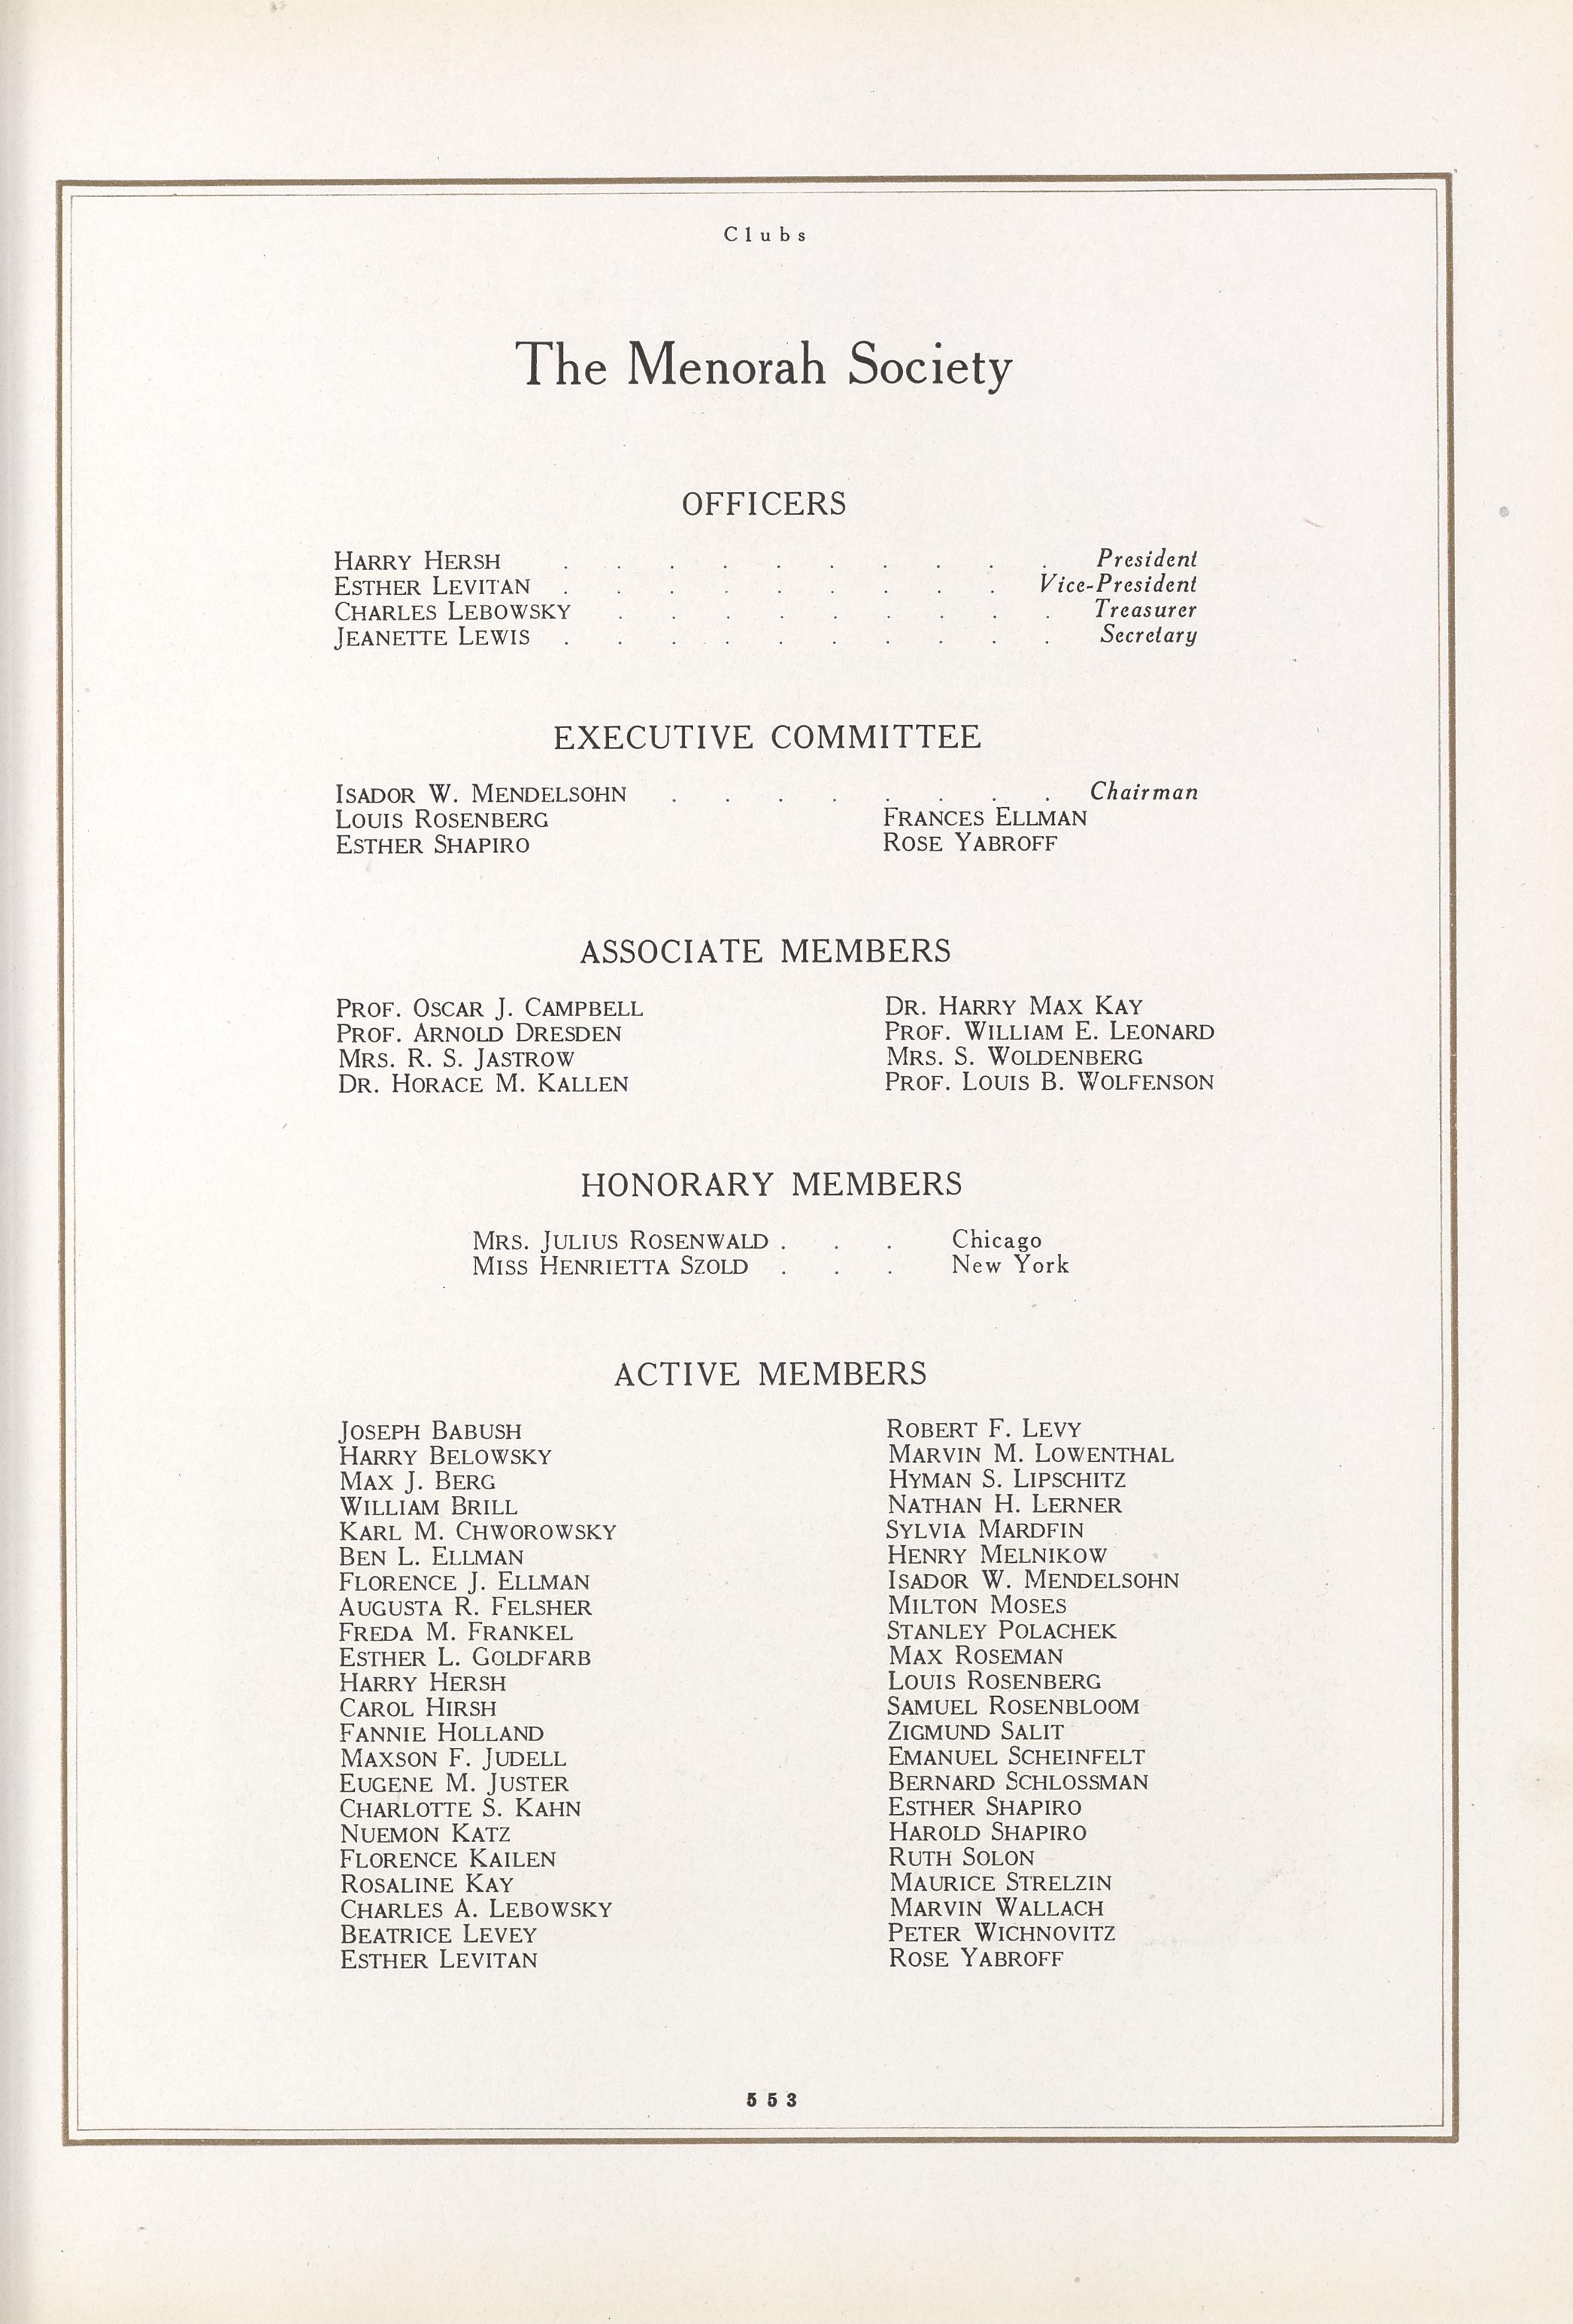 Clubs
The Menorah Society
OFFICERS
HARRY HERSH . . . . . . . . . . President
ESTHER LEVITAN . . . . . . . . . Vice-President
CHARLES LEBOWSKY . . . . . . . . . Treasurer
JEANETTE LEWIS . . . . . . . . . . Secretary
EXECUTIVE COMMITTEE
ISADOR W. MENDELSOHN . . . . . . . . Chairman
LOUIS ROSENBERG FRANCES ELLMAN
ESTHER SHAPIRO ROSE YABROFF
ASSOCIATE MEMBERS
PROF. OSCAR J. CAMPBELL DR. HARRY MAX KAY
PROF. ARNOLD DRESDEN PROF. WILLIAM E. LEONARD
MRS. R. S. JASTROW MRS. S. WOLDENBERG
DR. HORACE M. KALLEN PROF. LOUIS B. WOLFENSON
HONORARY MEMBERS
MRS. JULIUS ROSENWALD . . . Chicago
MISS HENRIETTA SZOLD . . . New York
ACTIVE MEMBERS
JOSEPH BABUSH
HARRY BELOWSKY
MAX J. BERG
WILLIAM BRILL
KARL M. CHWOROWSKY
BEN L. ELLMAN
FLORENCE J. ELLMAN
AUGUSTA R. FELSHER
FREDA M. FRANKEL
ESTHER L. GOLDFARB
HARRY HERSH
CAROL HIRSH
FANNIE HOLLAND
MAXSON F. JUDELL
EUGENE M. JUSTER
CHARLOTTE S. KAHN
NUEMON KATZ
FLORENCE KAILEN
ROSALINE KAY
CHARLES A. LEBOWSKY
BEATRICE LEVEY
ESTHER LEVITAN
ROBERT F. LEVY
MARVIN M. LOWENTHAL
HYMAN S. LIPSCHITZ
NATHAN H. LERNER
SYLVIA MARDFIN
HENRY MELNIKOW
ISADOR W. MENDELSOHN
MILTON MOSES
STANLEY POLACHEK
MAX ROSEMAN
LOUIS ROSENBERG
SAMUEL ROSENBLOOM
ZIGMUND SALIT
EMANUEL SCHEINFELT
BERNARD SCHLOSSMAN
ESTHER SHAPIRO
HAROLD SHAPIRO
RUTH SOLON
MAURICE STRELZIN
MARVIN WALLACH
PETER WICHNOVITZ
ROSE YABROFF
553